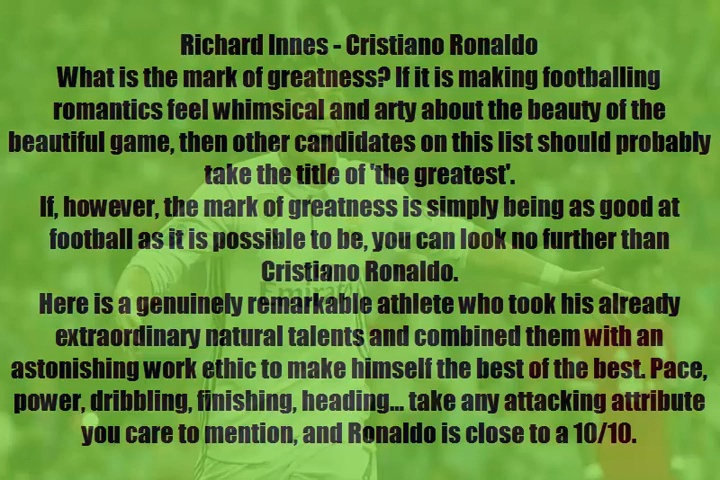 Richard Innes - Cristiano Ronaldo
What is the mark of greatness? If it is making footballing
romantics feel whimsical and arty about the beauty of the
beautiful game, then other candidates on this list should probably
take the title of 'the greatest'.
If, however, the mark of greatness is simply being as good at
football as it is possible to be, you can look no further than
Cristiano Ronaldo.
Here is a genuinely remarkable athlete who took his already
extraordinary natural talents and combined them with an
astonishing work ethic to make himself the best of the best. Pace,
power, dribbling, finishing, heading... take any attacking attribute
you care to mention, and Ronaldo is close to a 10/10.